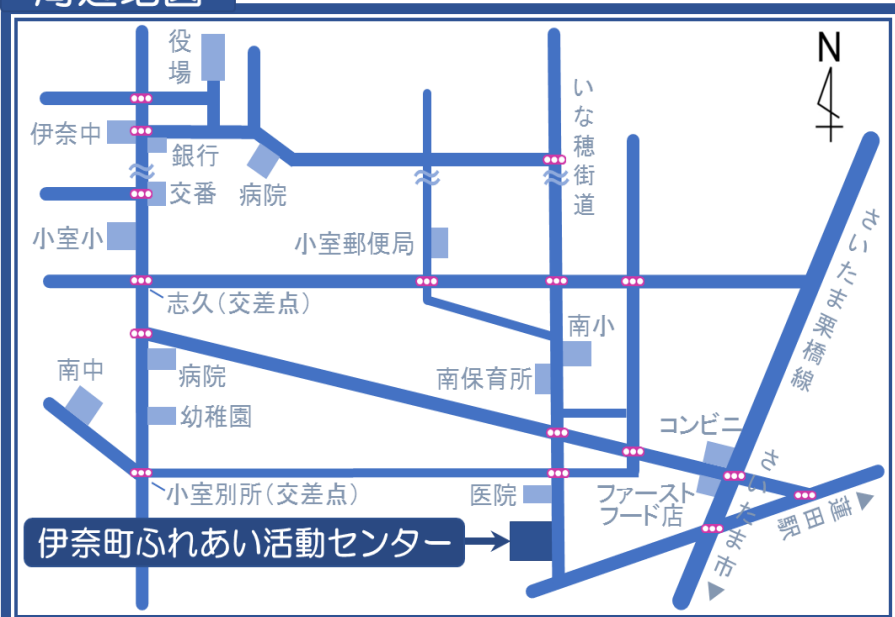 周辺地図
N
役場
いな穂街道
伊奈中
銀行
交番
病院
小室小
小室郵便局
さいたま栗橋線
志久（交差点）
南小
南中
病院
南保育所
幼稚園
コンビニ
小室別所（交差点）
医院
ファースト
フード店
さいたま市
蓮田駅
伊奈町ふれあい活動センター